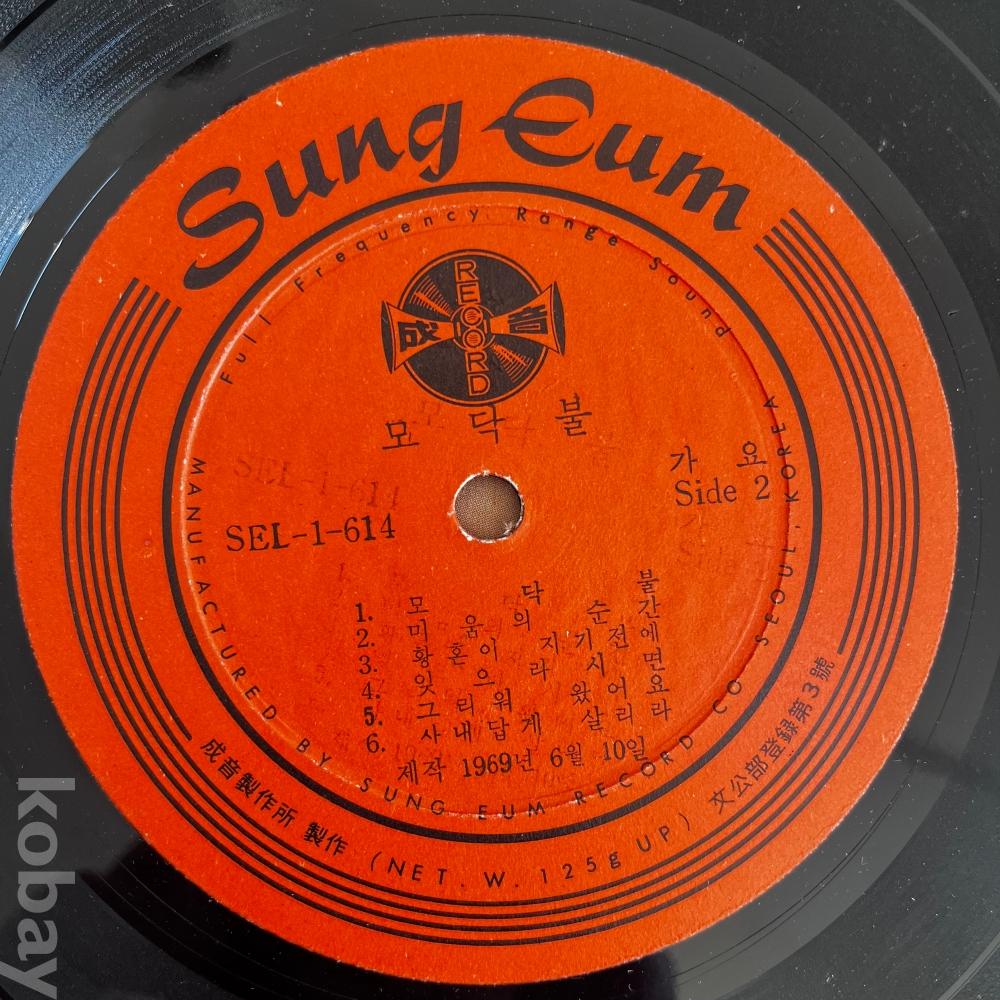 Sung Eum
Full Frequency Range Sound
RECORD
成音
모닥불
가요
Side 2
SEL-1-614
1. 모닥불
2. 미움의 순간
3. 황혼이 지기전에
4. 잊으라시면
5. 그리워 왔어요
6. 사내답게 살리라
제작 1969년 6월 10일
MANUFACTURED BY SUNG EUM RECORD CO SEOUL, KOREA
成音製作所 製作 (NET. W. 125g UP) 文公部登録第3號
kobay